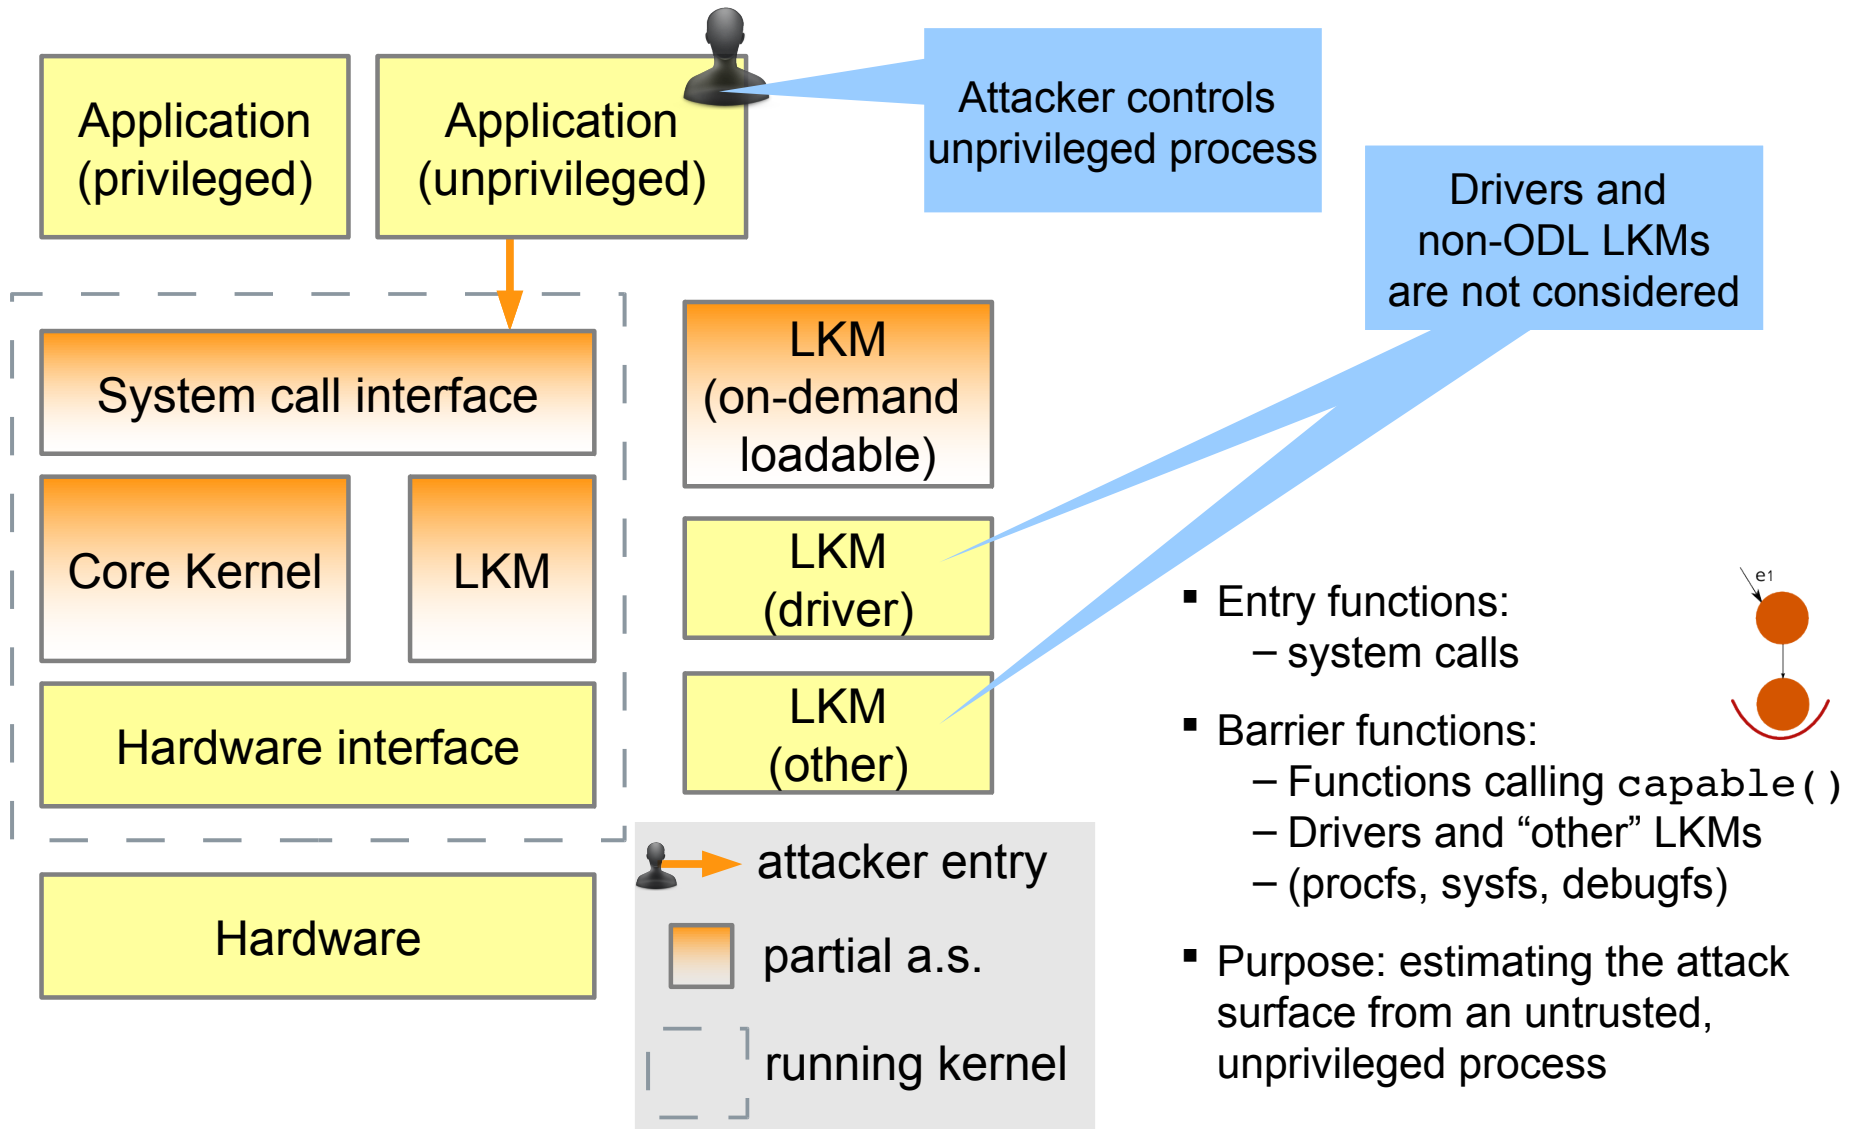 Application
(privileged)
Application
(unprivileged)
Attacker controls
unprivileged process
Drivers and
non-ODL LKMs
are not considered
System call interface
Core Kernel
LKM
Hardware interface
Hardware
LKM
(on-demand
loadable)
LKM
(driver)
LKM
(other)
attacker entry
partial a.s.
running kernel
e1
▪ Entry functions:
– system calls
▪ Barrier functions:
– Functions calling capable()
– Drivers and “other” LKMs
– (procfs, sysfs, debugfs)
▪ Purpose: estimating the attack
surface from an untrusted,
unprivileged process